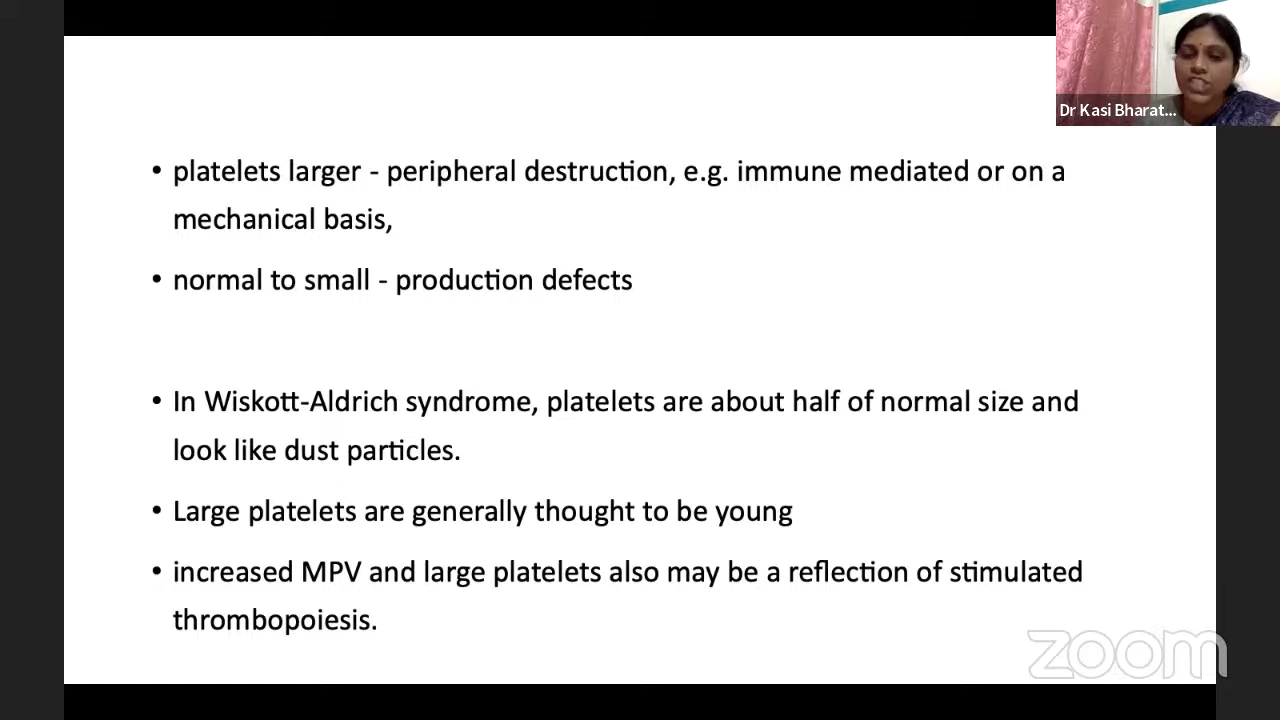 Dr Kasi Bharat...
• platelets larger - peripheral destruction, e.g. immune mediated or on a
mechanical basis,
• normal to small - production defects
• In Wiskott-Aldrich syndrome, platelets are about half of normal size and
look like dust particles.
• Large platelets are generally thought to be young
• increased MPV and large platelets also may be a reflection of stimulated
thrombopoiesis.
zoom